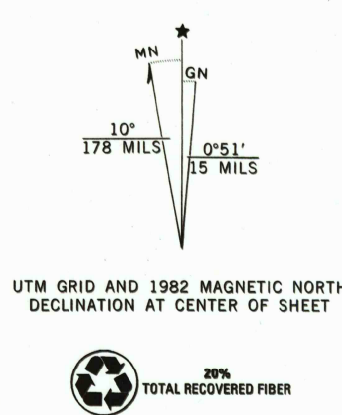 MN
GN
10°
178 MILS
0°51'
15 MILS
UTM GRID AND 1982 MAGNETIC NORTH
DECLINATION AT CENTER OF SHEET
20%
TOTAL RECOVERED FIBER